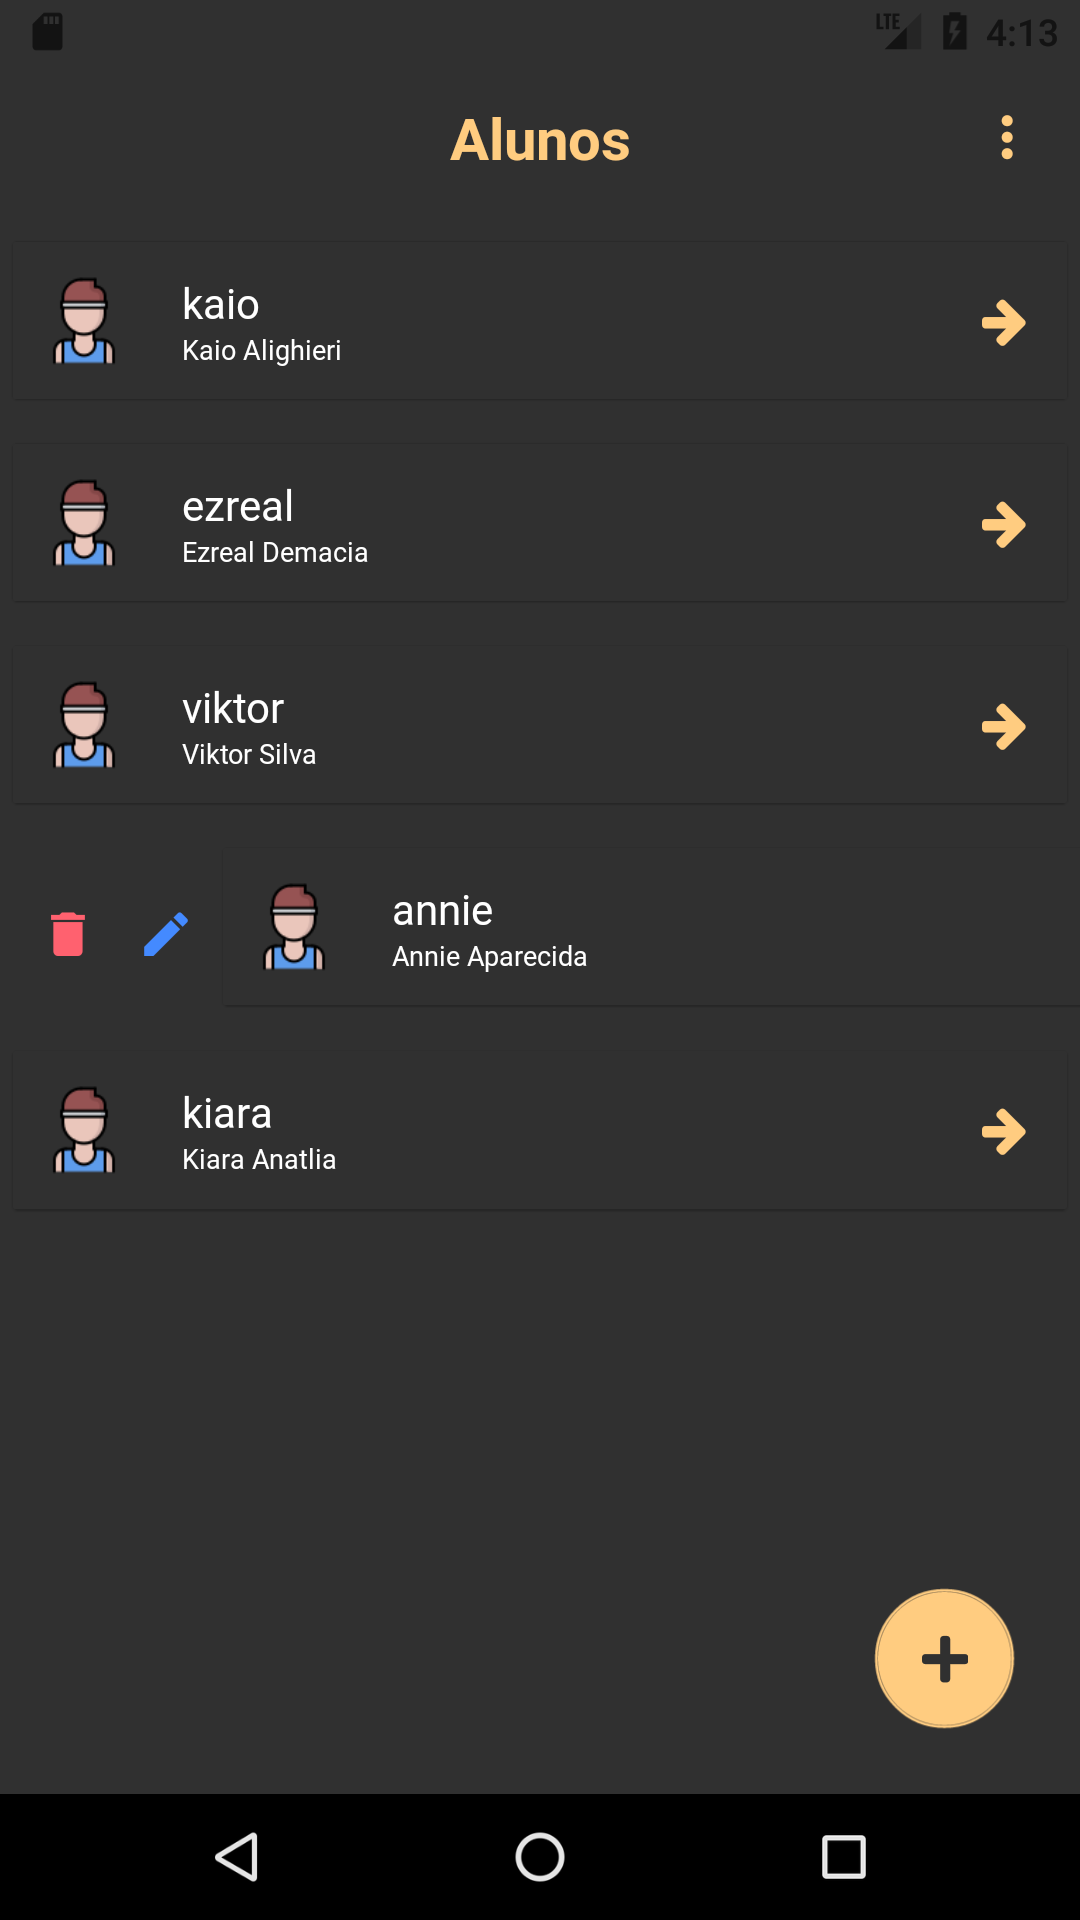 LTE 4:13
Alunos
kaio
Kaio Alighieri
ezreal
Ezreal Demacia
viktor
Viktor Silva
annie
Annie Aparecida
kiara
Kiara Anatlia